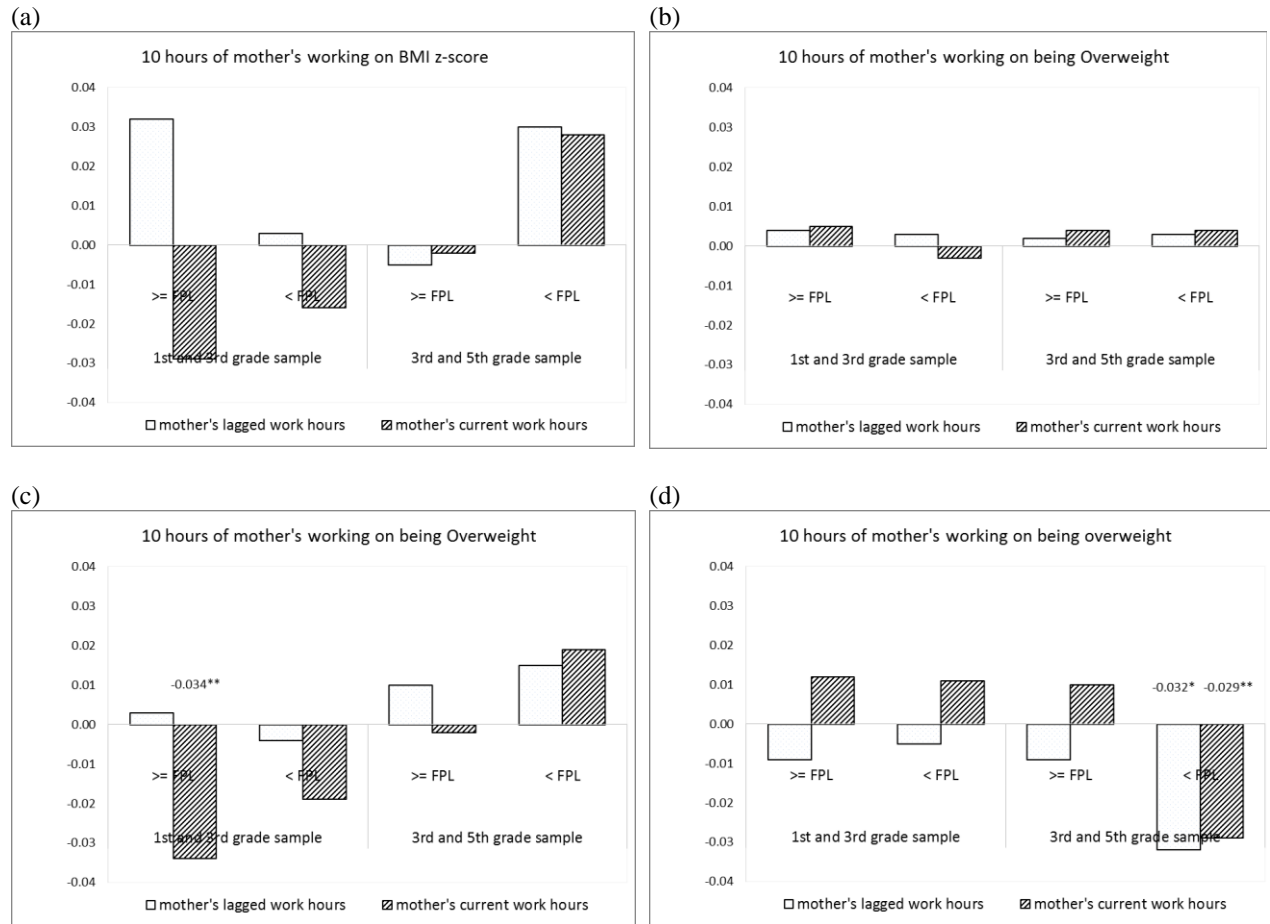 (a)
10 hours of mother's working on BMI z-score
0.04
0.03
0.02
0.01
0.00
-0.01
-0.02
-0.03
-0.04
>= FPL < FPL >= FPL < FPL
1st and 3rd grade sample 3rd and 5th grade sample
mother's lagged work hours mother's current work hours
(b)
10 hours of mother's working on being Overweight
0.04
0.03
0.02
0.01
0.00
-0.01
-0.02
-0.03
-0.04
>= FPL < FPL >= FPL < FPL
1st and 3rd grade sample 3rd and 5th grade sample
mother's lagged work hours mother's current work hours
(c)
10 hours of mother's working on being Overweight
0.04
0.03
0.02
0.01
0.00
-0.01
-0.02
-0.03
-0.04
-0.034**
>= FPL < FPL >= FPL < FPL
1st and 3rd grade sample 3rd and 5th grade sample
mother's lagged work hours mother's current work hours
(d)
10 hours of mother's working on being overweight
0.04
0.03
0.02
0.01
0.00
-0.01
-0.02
-0.03
-0.04
-0.032* -0.029**
>= FPL < FPL >= FPL < FPL
1st and 3rd grade sample 3rd and 5th grade sample
mother's lagged work hours mother's current work hours